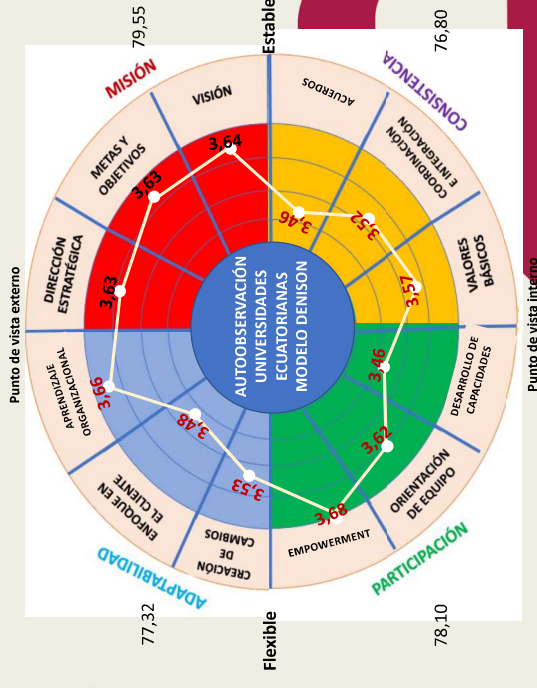 79,55
Estable
76,80
MISIÓN
CONSISTENCIA
VISIÓN
ACUERDOS
METAS Y
OBJETIVOS
COORDINACIÓN
E INTEGRACIÓN
DIRECCIÓN
ESTRATÉGICA
VALORES
BÁSICOS
3,64
3,63
3,46
3,52
3,63
3,57
Punto de vista externo
Punto de vista interno
AUTOOBSERVACIÓN
UNIVERSIDADES
ECUATORIANAS
MODELO DENISON
APRENDIZAJE
ORGANIZACIONAL
DESARROLLO DE
CAPACIDADES
3,66
3,46
3,48
3,62
3,53
3,68
ENFOQUE EN
EL CLIENTE
ORIENTACIÓN
DE EQUIPO
CREACIÓN
DE
CAMBIOS
EMPOWERMENT
ADAPTABILIDAD
PARTICIPACIÓN
77,32
Flexible
78,10